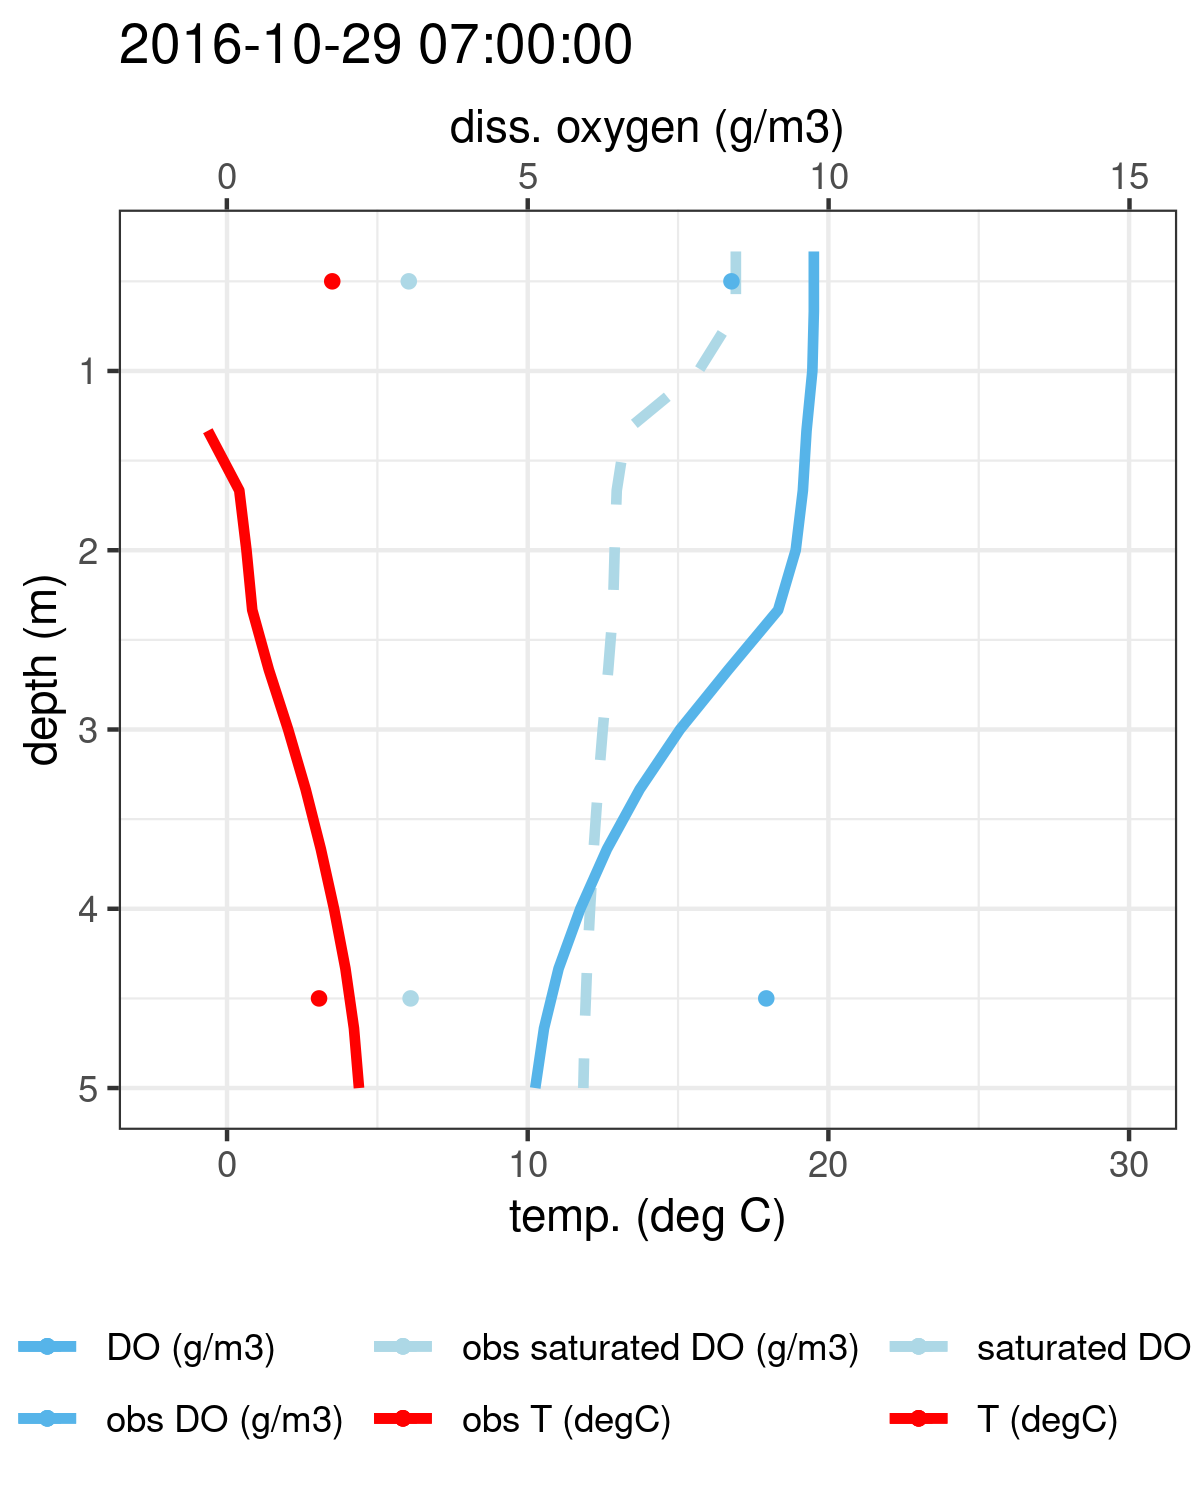 2016-10-29 07:00:00
diss. oxygen (g/m3)
0 5 10 15
1
2
3
4
5
depth (m)
0 10 20 30
temp. (deg C)
DO (g/m3) obs saturated DO (g/m3) saturated DO
obs DO (g/m3) obs T (degC) T (degC)